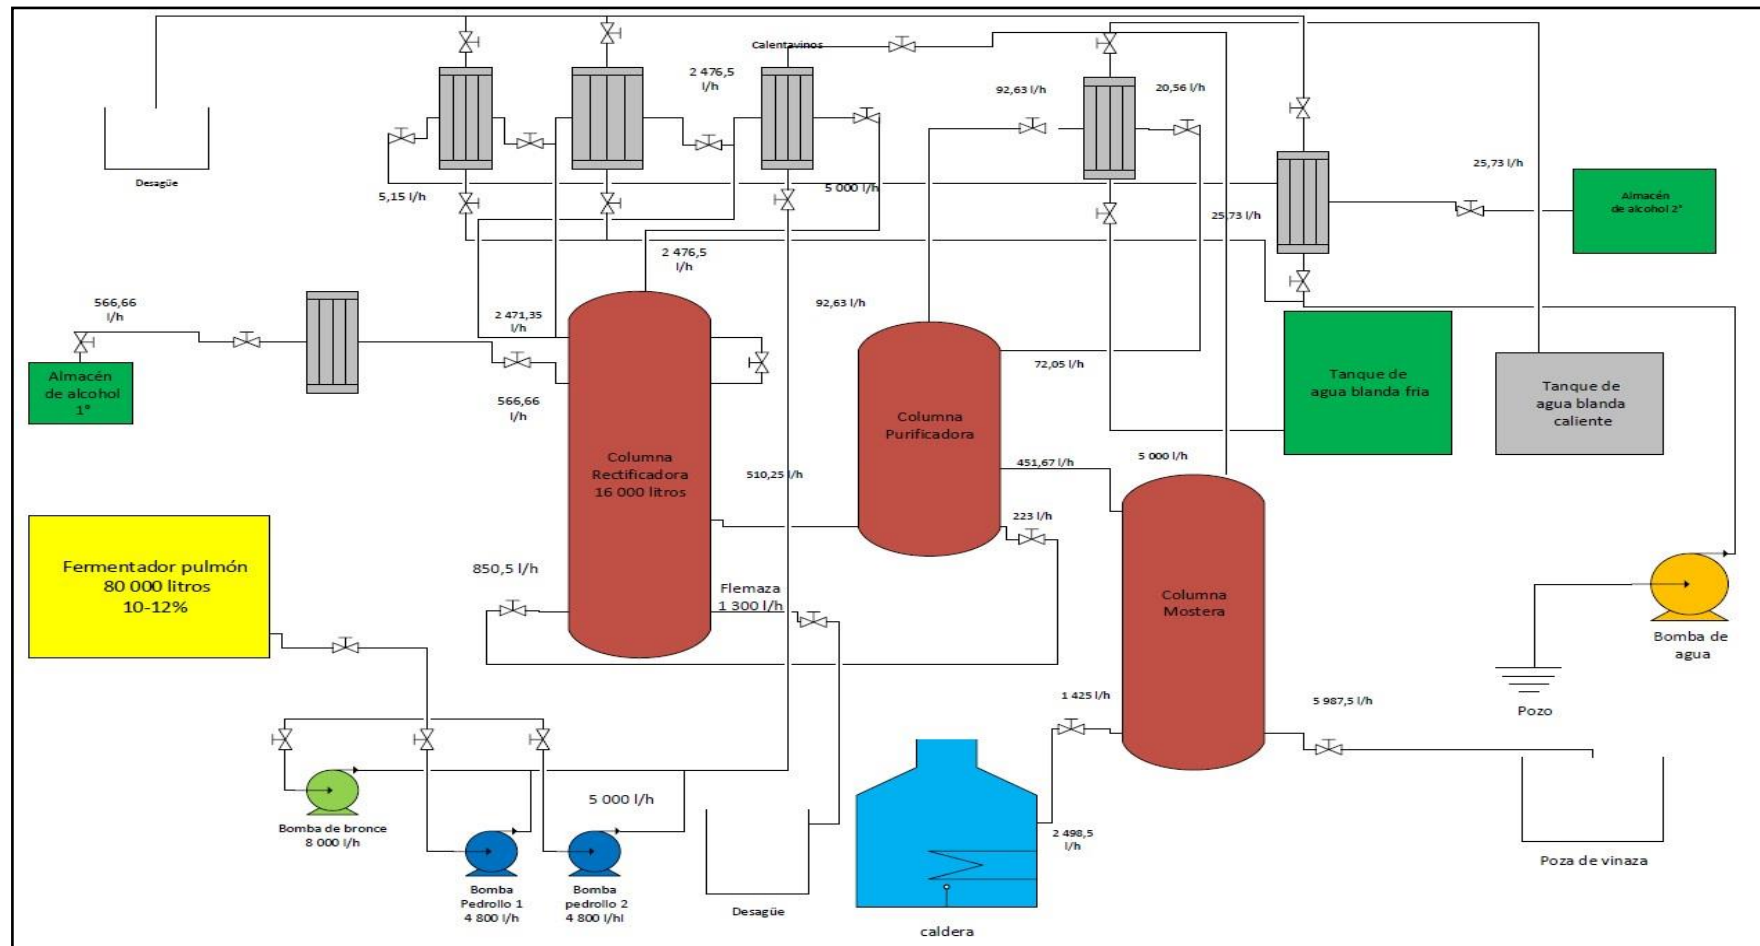 Calentavinos
2 476,5
l/h
92,63 l/h
20,56 l/h
Desagüe
5,15 l/h
5 000 l/h
25,73 l/h
25,73 l/h
Almacén
de alcohol 2°
2 476,5
l/h
566,66
l/h
2 471,35
l/h
92,63 l/h
72,05 l/h
Almacén
de alcohol
1°
566,66
l/h
Tanque de
agua blanda fria
Tanque de
agua blanda
caliente
Columna
Purificadora
Columna
Rectificadora
16 000 litros
510,25 l/h
451,67 l/h
5 000 l/h
223 l/h
Fermentador pulmón
80 000 litros
10-12%
850,5 l/h
Flemaza
1 300 l/h
Columna
Mostera
Bomba de
agua
Pozo
1 425 l/h
5 987,5 l/h
5 000 l/h
Bomba de bronce
8 000 l/h
2 498,5
l/h
Poza de vinaza
Bomba
Pedrollo 1
4 800 l/h
Bomba
pedrollo 2
4 800 l/hl
Desagüe
caldera